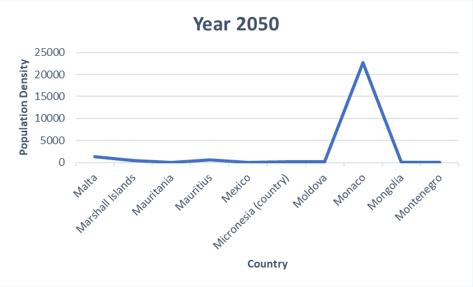 Year 2050
Population Density
25000
20000
15000
10000
5000
0
Malta
Marshall Islands
Mauritania
Mauritius
Mexico
Micronesia (country)
Moldova
Monaco
Mongolia
Montenegro
Country